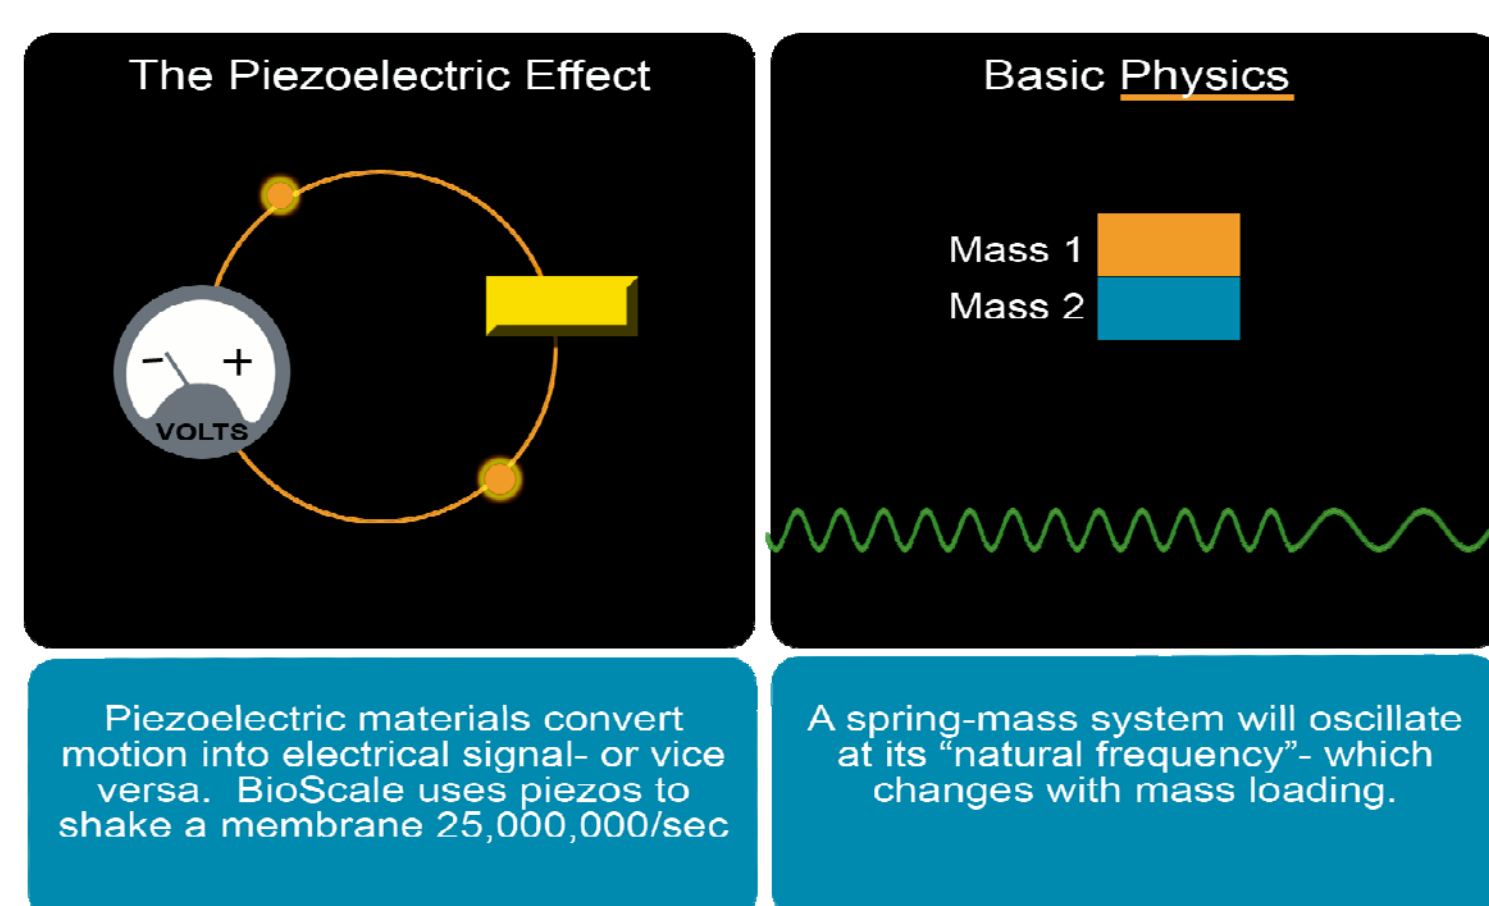 The Piezoelectric Effect
− +
VOLTS
Piezoelectric materials convert
motion into electrical signal- or vice
versa.  BioScale uses piezos to
shake a membrane 25,000,000/sec
Basic Physics
Mass 1
Mass 2
A spring-mass system will oscillate
at its “natural frequency”- which
changes with mass loading.